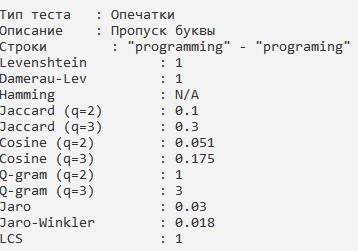 Тип теста : Опечатки
Описание : Пропуск буквы
Строки : "programming" - "programing"
Levenshtein : 1
Damerau-Lev : 1
Hamming : N/A
Jaccard (q=2) : 0.1
Jaccard (q=3) : 0.3
Cosine (q=2) : 0.051
Cosine (q=3) : 0.175
Q-gram (q=2) : 1
Q-gram (q=3) : 3
Jaro : 0.03
Jaro-Winkler : 0.018
LCS : 1